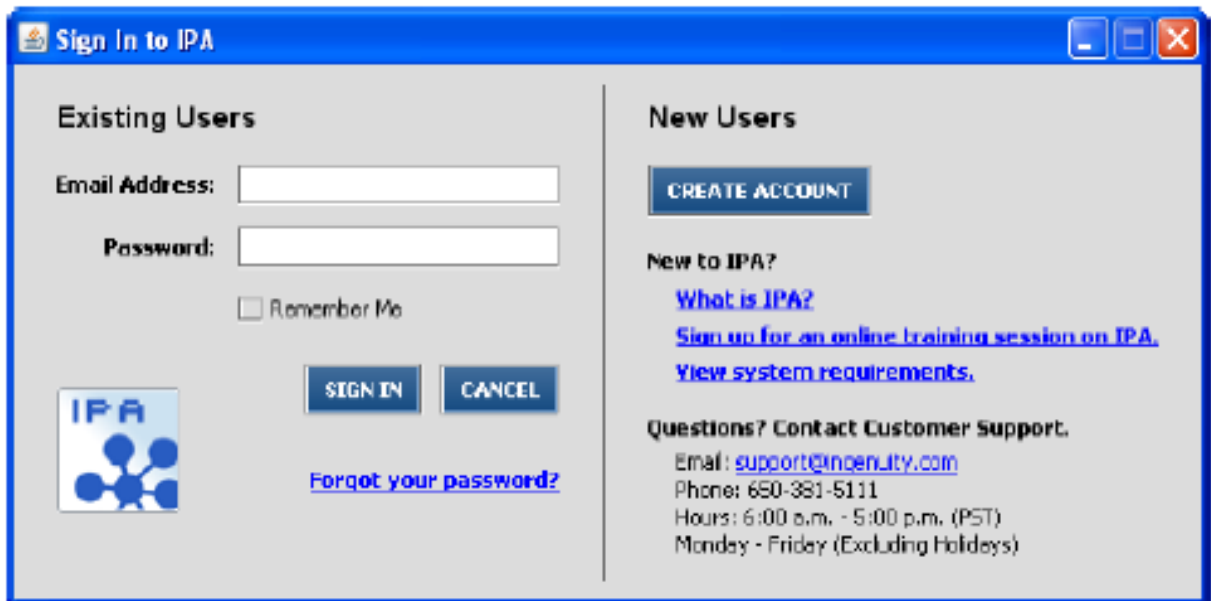 Sign In to IPA
Existing Users
Email Address:
Password:
Remember Me
SIGN IN
CANCEL
IPA
Forgot your password?
New Users
CREATE ACCOUNT
New to IPA?
What is IPA?
Sign up for an online training session on IPA.
View system requirements.
Questions? Contact Customer Support.
Email: support@ingenuity.com
Phone: 650-381-5111
Hours: 6:00 a.m. - 5:00 p.m. (PST)
Monday - Friday (Excluding Holidays)